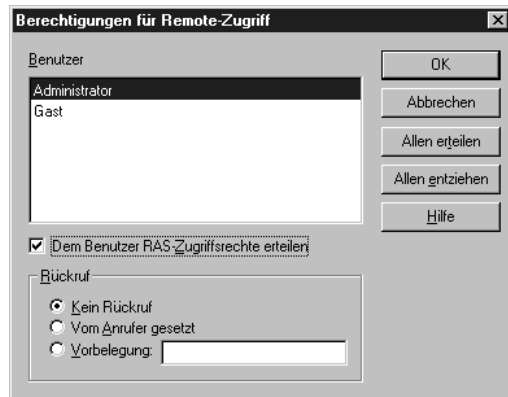 Berechtigungen für Remote-Zugriff
Benutzer
Administrator
Gast
OK
Abbrechen
Allen erteilen
Allen entziehen
Hilfe
Dem Benutzer RAS-Zugriffsrechte erteilen
Rückruf
Kein Rückruf
Vom Anrufer gesetzt
Vorbelegung: